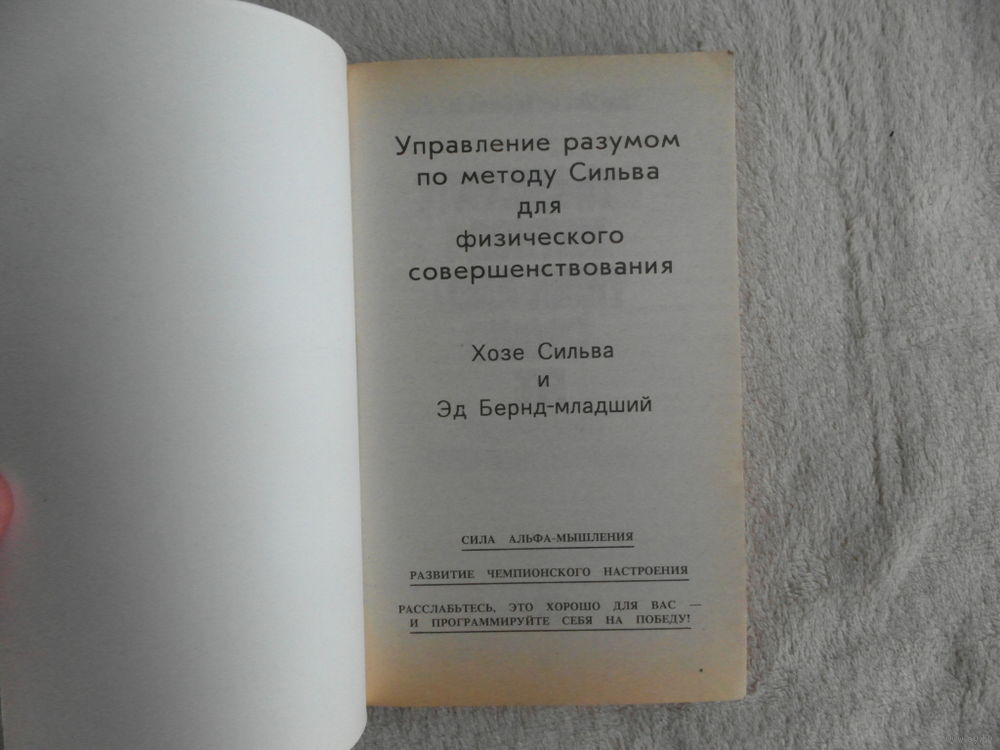 Управление разумом
по методу Сильва
для
физического
совершенствования
Хозе Сильва
и
Эд Бернд-младший
СИЛА АЛЬФА-МЫШЛЕНИЯ
РАЗВИТИЕ ЧЕМПИОНСКОГО НАСТРОЕНИЯ
РАССЛАБЬТЕСЬ, ЭТО ХОРОШО ДЛЯ ВАС —
И ПРОГРАММИРУЙТЕ СЕБЯ НА ПОБЕДУ!